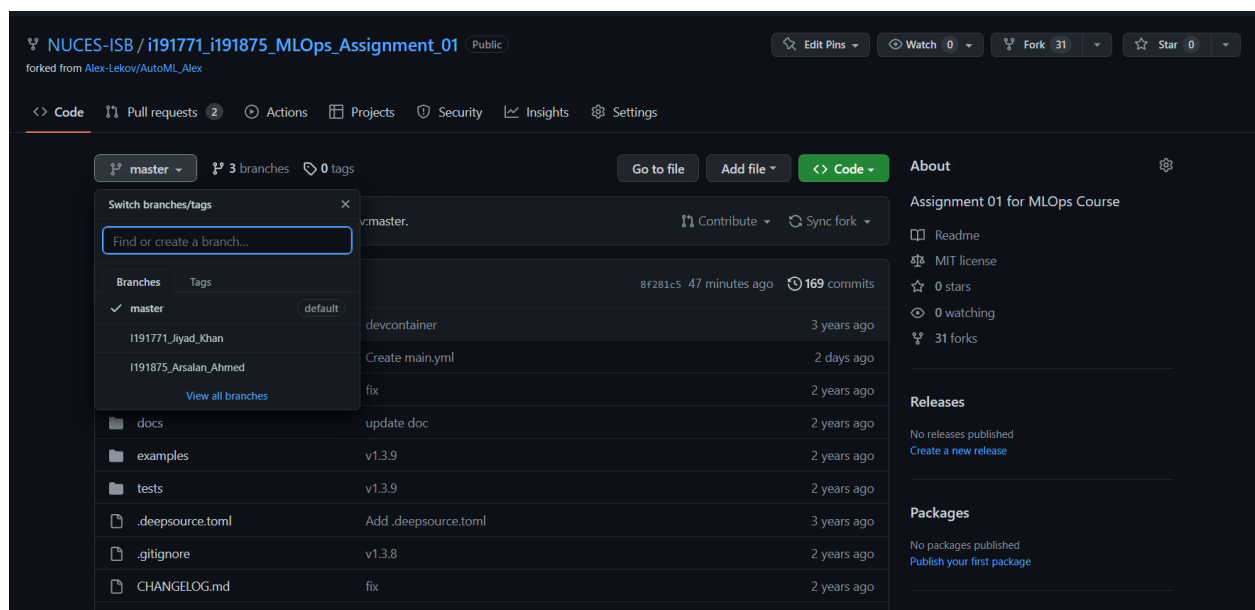 NUCES-ISB / i191771_i191875_MLOps_Assignment_01 Public
Edit Pins Watch 0 Fork 31 Star 0
forked from Alex-Lekov/AutoML_Alex
<> Code Pull requests 2 Actions Projects Security Insights Settings
master 3 branches 0 tags Go to file Add file <> Code
Switch branches/tags
Find or create a branch...
Branches Tags
master default
I191771_Jiyad_Khan
I191875_Arsalan_Ahmed
View all branches
v:master. Contribute Sync fork
8f281c5 47 minutes ago 169 commits
devcontainer 3 years ago
Create main.yml 2 days ago
fix 2 years ago
docs update doc 2 years ago
examples v1.3.9 2 years ago
tests v1.3.9 2 years ago
.deepsource.toml Add .deepsource.toml 3 years ago
.gitignore v1.3.8 2 years ago
CHANGELOG.md fix 2 years ago
About
Assignment 01 for MLOps Course
Readme
MIT license
0 stars
0 watching
31 forks
Releases
No releases published
Create a new release
Packages
No packages published
Publish your first package